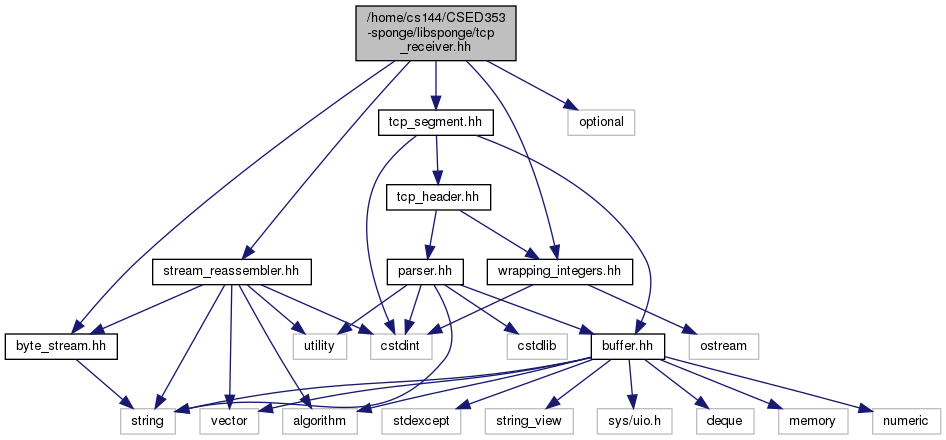 /home/cs144/CSED353
-sponge/libsponge/tcp
_receiver.hh
tcp_segment.hh
optional
tcp_header.hh
stream_reassembler.hh
parser.hh
wrapping_integers.hh
byte_stream.hh
utility
cstdint
cstdlib
buffer.hh
ostream
string
vector
algorithm
stdexcept
string_view
sys/uio.h
deque
memory
numeric